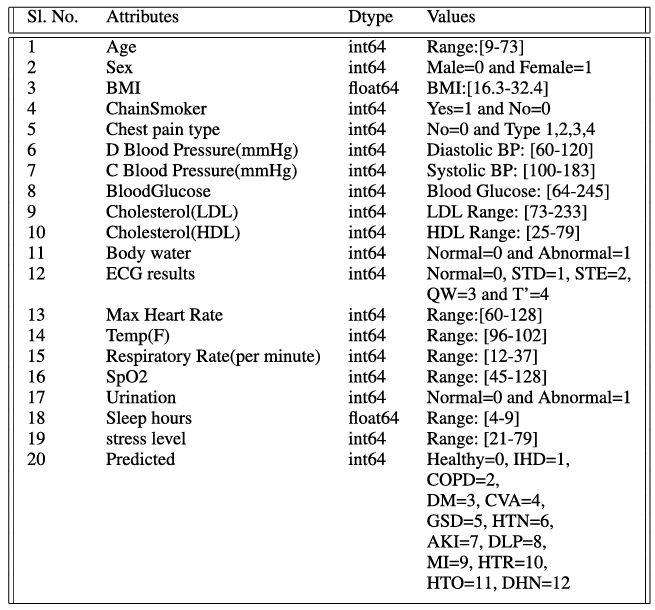 Sl. No. Attributes Dtype Values
1 Age int64 Range:[9-73]
2 Sex int64 Male=0 and Female=1
3 BMI float64 BMI:[16.3-32.4]
4 ChainSmoker int64 Yes=1 and No=0
5 Chest pain type int64 No=0 and Type 1,2,3,4
6 D Blood Pressure(mmHg) int64 Diastolic BP: [60-120]
7 C Blood Pressure(mmHg) int64 Systolic BP: [100-183]
8 BloodGlucose int64 Blood Glucose: [64-245]
9 Cholesterol(LDL) int64 LDL Range: [73-233]
10 Cholesterol(HDL) int64 HDL Range: [25-79]
11 Body water int64 Normal=0 and Abnormal=1
12 ECG results int64 Normal=0, STD=1, STE=2,
QW=3 and T’=4
13 Max Heart Rate int64 Range:[60-128]
14 Temp(F) int64 Range: [96-102]
15 Respiratory Rate(per minute) int64 Range: [12-37]
16 SpO2 int64 Range: [45-128]
17 Urination int64 Normal=0 and Abnormal=1
18 Sleep hours float64 Range: [4-9]
19 stress level int64 Range: [21-79]
20 Predicted int64 Healthy=0, IHD=1,
COPD=2,
DM=3, CVA=4,
GSD=5, HTN=6,
AKI=7, DLP=8,
MI=9, HTR=10,
HTO=11, DHN=12